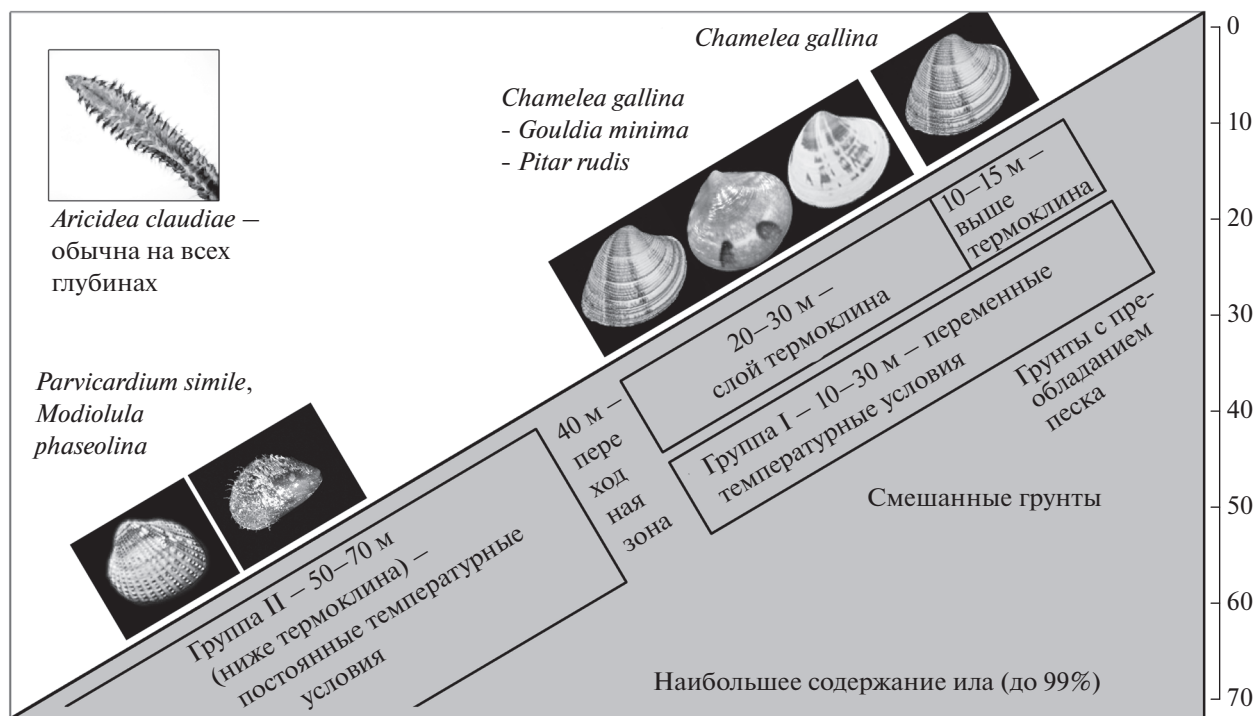 Chamelea gallina
Chamelea gallina
- Gouldia minima
- Pitar rudis
Aricidea claudiae –
обычна на всех
глубинах
Parvicardium simile,
Modiolula
phaseolina
10–15 м –
выше
термоклина
20–30 м –
слой термоклина
Группа I – 10–30 м – переменные
температурные условия
Грунты с пре-
обладанием
песка
40 м –
пере
ход
ная
зона
Смешанные грунты
Группа II – 50–70 м
(ниже термоклина) –
постоянные температурные
условия
Наибольшее содержание ила (до 99%)
0
10
20
30
40
50
60
70